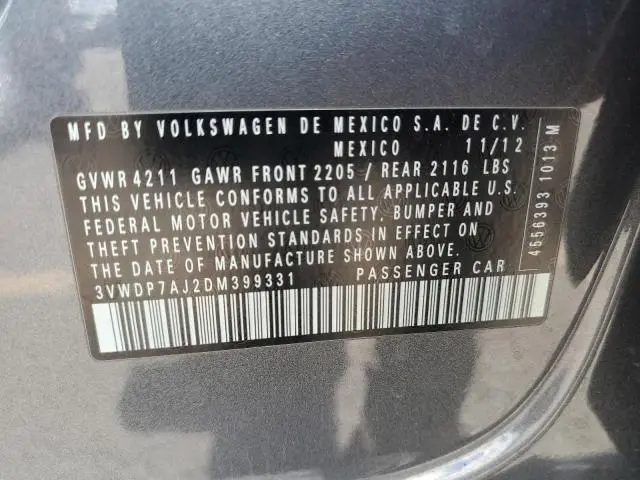 MFD BY VOLKSWAGEN DE MEXICO S.A. DE C.V.
MEXICO 11/12
GVWR 4211 GAWR FRONT 2205 / REAR 2116 LBS
THIS VEHICLE CONFORMS TO ALL APPLICABLE U.S.
FEDERAL MOTOR VEHICLE SAFETY, BUMPER AND
THEFT PREVENTION STANDARDS IN EFFECT ON
THE DATE OF MANUFACTURE SHOWN ABOVE.
3VWDP7AJ2DM399331 PASSENGER CAR
4556393 1013 M